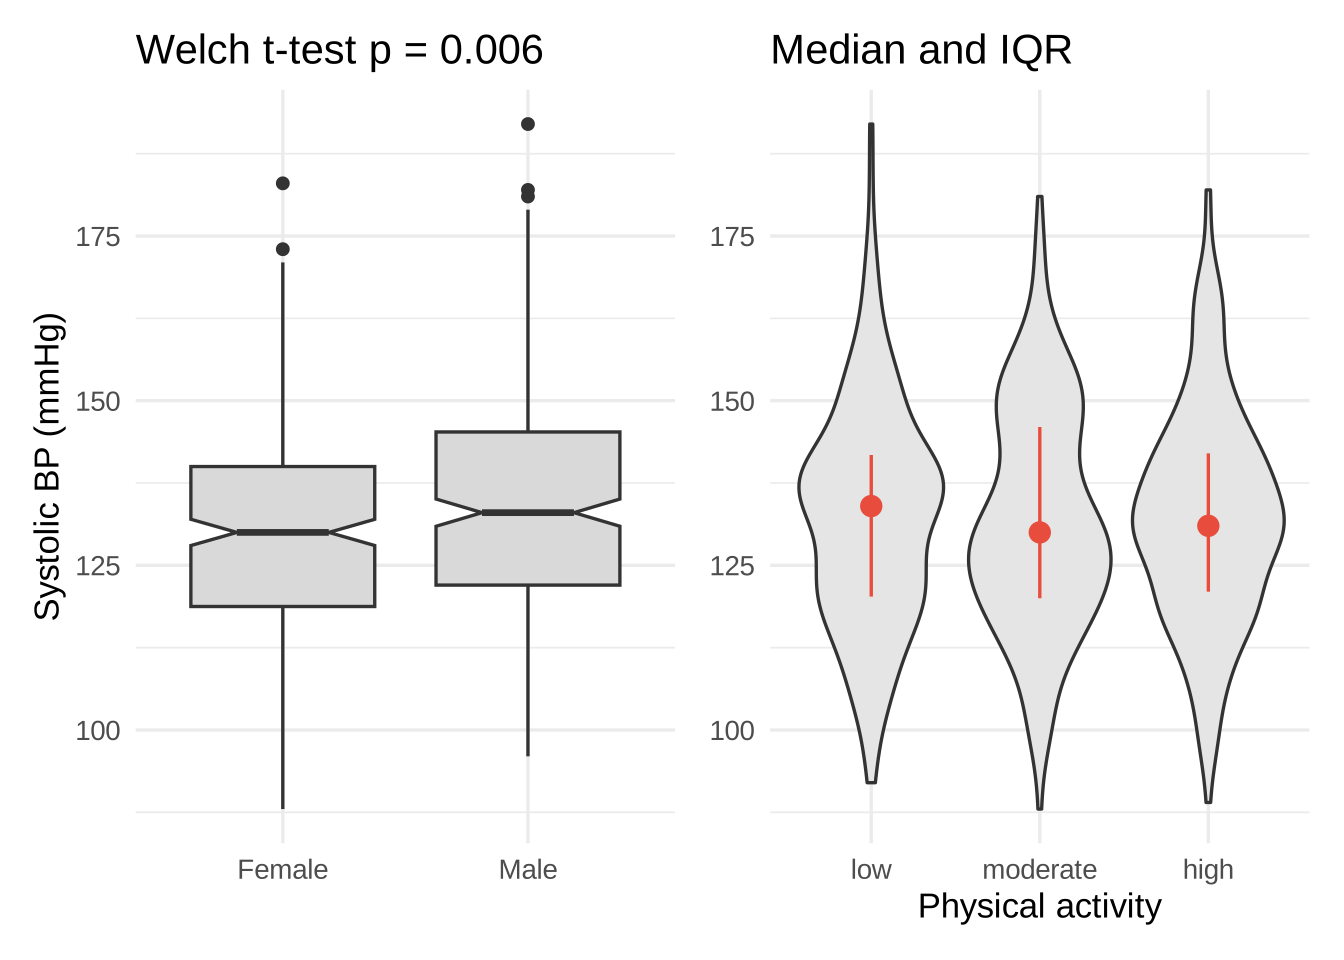 Welch t-test p = 0.006
Systolic BP (mmHg)
175
150
125
100
Female Male
Median and IQR
175
150
125
100
low moderate high
Physical activity